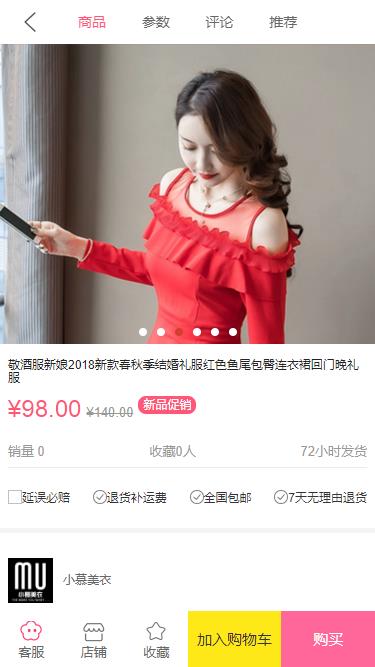 商品 参数 评论 推荐
敬酒服新娘2018新款春秋季结婚礼服红色鱼尾包臀连衣裙回门晚礼
服
¥98.00 ¥140.00 新品促销
销量 0 收藏0人 72小时发货
延误必赔 退货补运费 全国包邮 7天无理由退货
MU
小慕美衣
小慕美衣
客服 店铺 收藏 加入购物车 购买